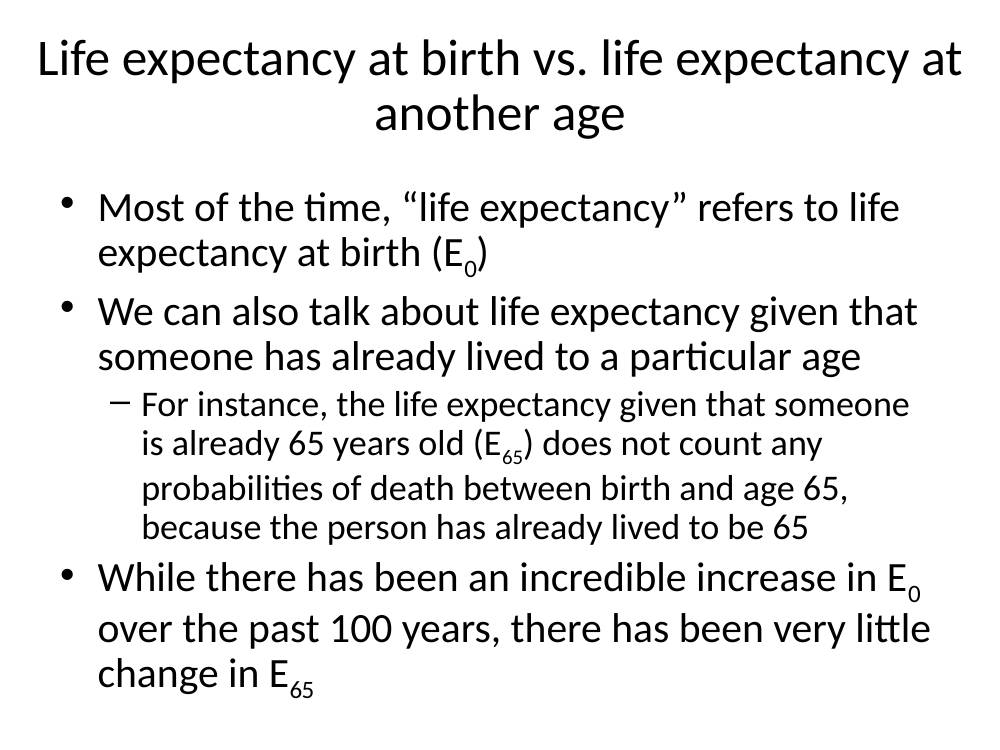 Life expectancy at birth vs. life expectancy at
another age
• Most of the time, “life expectancy” refers to life
expectancy at birth (E₀)
• We can also talk about life expectancy given that
someone has already lived to a particular age
– For instance, the life expectancy given that someone
is already 65 years old (E₆₅) does not count any
probabilities of death between birth and age 65,
because the person has already lived to be 65
• While there has been an incredible increase in E₀
over the past 100 years, there has been very little
change in E₆₅